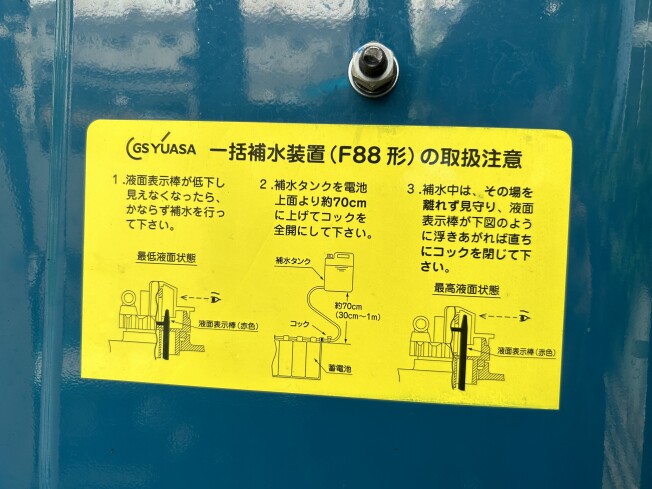 GS YUASA 一括補水装置(F88 形)の取扱注意
1.液面表示棒が低下し
見えなくなったら、
かならず補水を行っ
て下さい。
最低液面状態
液面表示棒(赤色)
2.補水タンクを電池
上面より約70cm
に上げてコックを
全開にして下さい。
補水タンク
約70cm
(30cm〜1m)
コック
蓄電池
3.補水中は、その場を
離れず見守り、液面
表示棒が下図のよう
に浮きあがれば直ち
にコックを閉じて下
さい。
最高液面状態
液面表示棒(赤色)